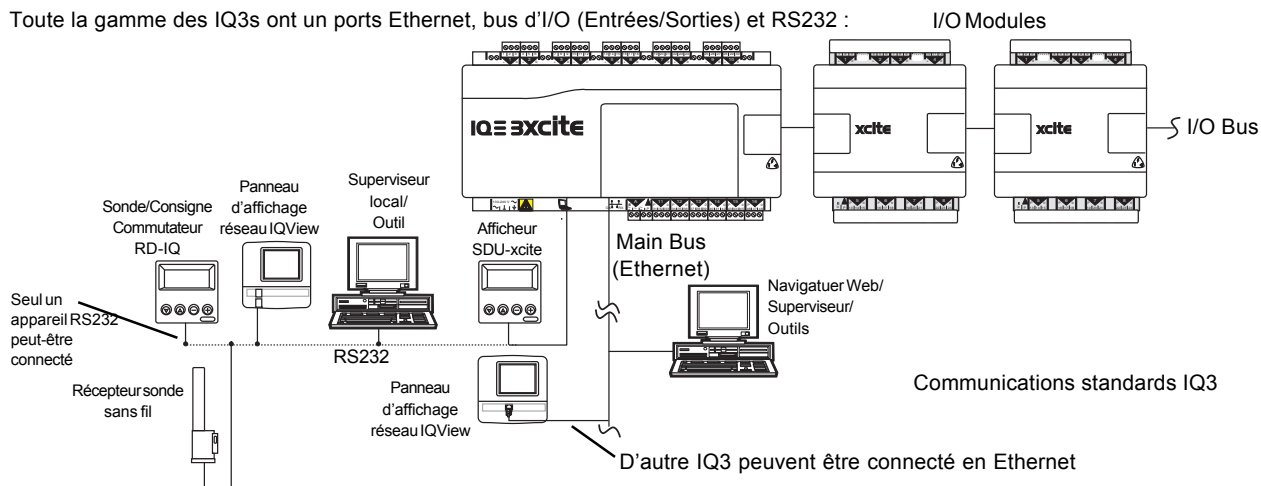 Toute la gamme des IQ3s ont un ports Ethernet, bus d'I/O (Entrées/Sorties) et RS232 :
I/O Modules
IQ3xcite
xcite
xcite
I/O Bus
Sonde/Consigne
Commutateur
RD-IQ
Panneau
d'affichage
réseau IQView
Superviseur
local/
Outil
Afficheur
SDU-xcite
Main Bus
(Ethernet)
Navigatuer Web/
Superviseur/
Outils
Seul un
appareil RS232
peut-être
connecté
RS232
Récepteur sonde
sans fil
Panneau
d'affichage
réseau IQView
Communications standards IQ3
D'autre IQ3 peuvent être connecté en Ethernet